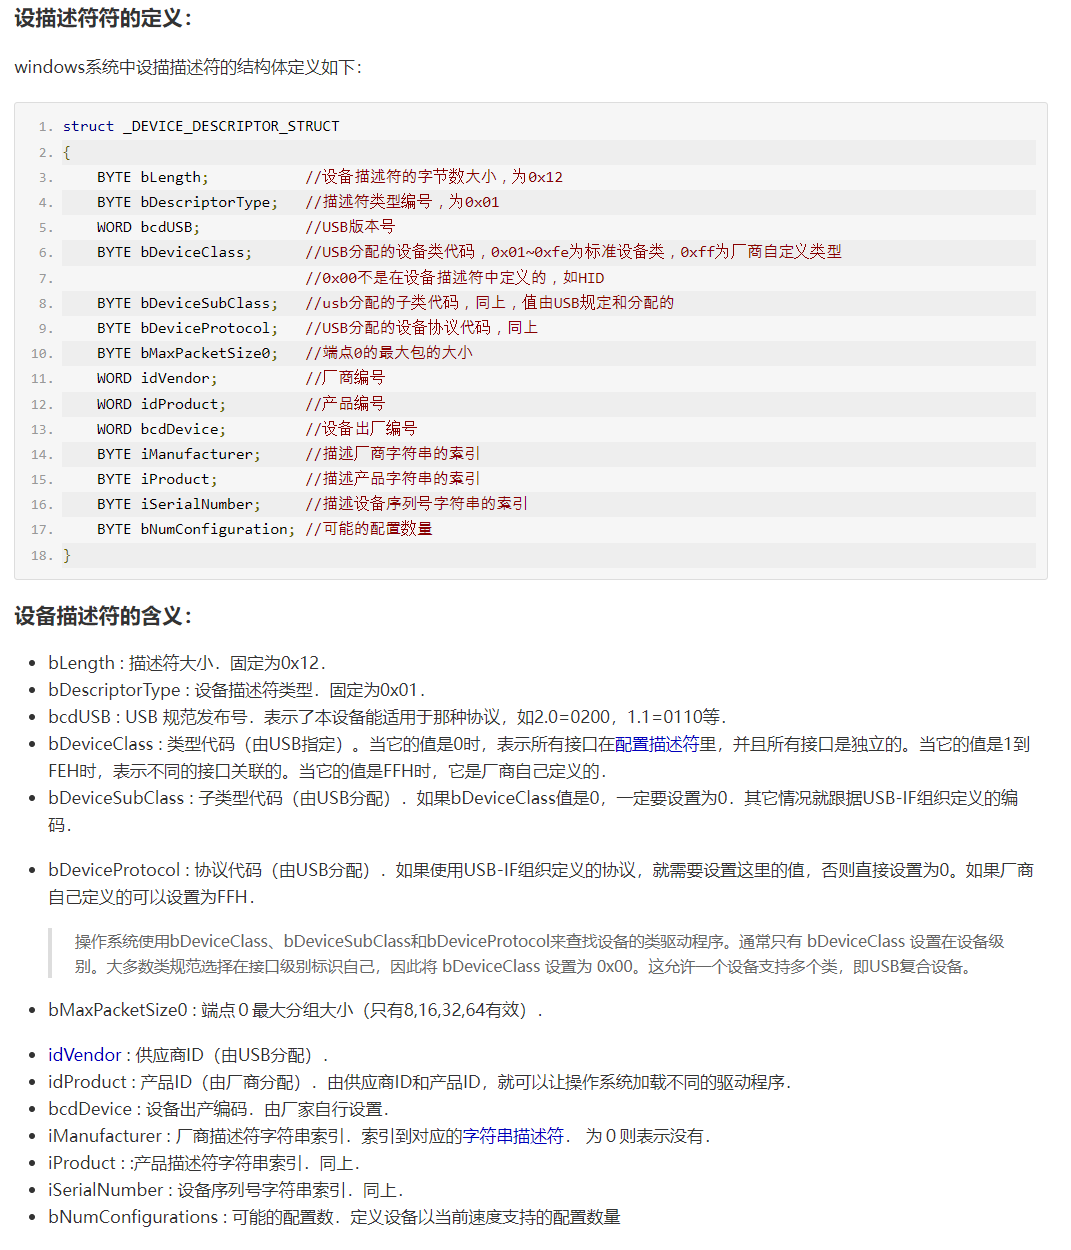 设描述符符的定义：
windows系统中设描描述符的结构体定义如下：
1. struct _DEVICE_DESCRIPTOR_STRUCT
2. {
3. BYTE bLength; //设备描述符的字节数大小，为0x12
4. BYTE bDescriptorType; //描述符类型编号，为0x01
5. WORD bcdUSB; //USB版本号
6. BYTE bDeviceClass; //USB分配的设备类代码，0x01~0xfe为标准设备类，0xff为厂商自定义类型
7. //0x00不是在设备描述符中定义的，如HID
8. BYTE bDeviceSubClass; //usb分配的子类代码，同上，值由USB规定和分配的
9. BYTE bDeviceProtocol; //USB分配的设备协议代码，同上
10. BYTE bMaxPacketSize0; //端点0的最大包的大小
11. WORD idVendor; //厂商编号
12. WORD idProduct; //产品编号
13. WORD bcdDevice; //设备出厂编号
14. BYTE iManufacturer; //描述厂商字符串的索引
15. BYTE iProduct; //描述产品字符串的索引
16. BYTE iSerialNumber; //描述设备序列号字符串的索引
17. BYTE bNumConfiguration; //可能的配置数量
18. }
设备描述符的含义：
• bLength : 描述符大小．固定为0x12．
• bDescriptorType : 设备描述符类型．固定为0x01．
• bcdUSB : USB 规范发布号．表示了本设备能适用于那种协议，如2.0=0200，1.1=0110等．
• bDeviceClass : 类型代码（由USB指定）。当它的值是0时，表示所有接口在配置描述符里，并且所有接口是独立的。当它的值是1到
FEH时，表示不同的接口关联的。当它的值是FFH时，它是厂商自己定义的．
• bDeviceSubClass : 子类型代码（由USB分配）．如果bDeviceClass值是0，一定要设置为0．其它情况就跟据USB-IF组织定义的编
码．
• bDeviceProtocol : 协议代码（由USB分配）．如果使用USB-IF组织定义的协议，就需要设置这里的值，否则直接设置为0。如果厂商
自己定义的可以设置为FFH．
操作系统使用bDeviceClass、bDeviceSubClass和bDeviceProtocol来查找设备的类驱动程序。通常只有 bDeviceClass 设置在设备级
别。大多数类规范选择在接口级别标识自己，因此将 bDeviceClass 设置为 0x00。这允许一个设备支持多个类，即USB复合设备。
• bMaxPacketSize0 : 端点０最大分组大小（只有8,16,32,64有效）．
• idVendor : 供应商ID（由USB分配）．
• idProduct : 产品ID（由厂商分配）．由供应商ID和产品ID，就可以让操作系统加载不同的驱动程序．
• bcdDevice : 设备出产编码．由厂家自行设置．
• iManufacturer : 厂商描述符字符串索引．索引到对应的字符串描述符． 为０则表示没有．
• iProduct : :产品描述符字符串索引．同上．
• iSerialNumber : 设备序列号字符串索引．同上．
• bNumConfigurations : 可能的配置数．定义设备以当前速度支持的配置数量